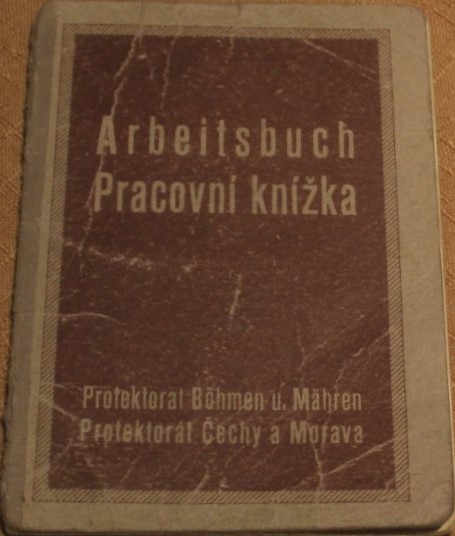 Arbeitsbuch
Pracovní knížka
Protektorat Böhmen u. Mähren
Protektorát Čechy a Morava